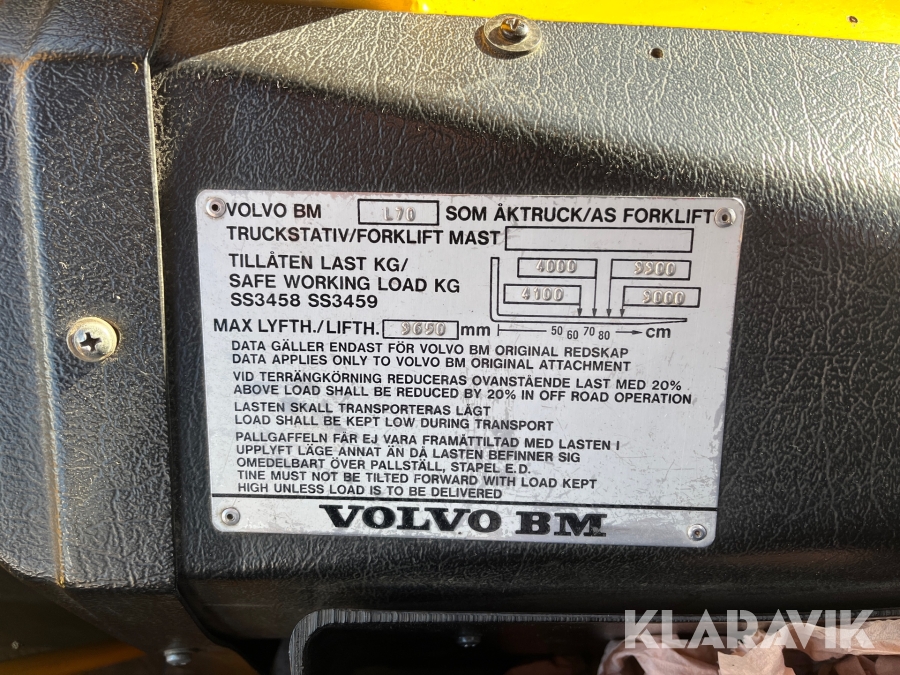 VOLVO BM L70 SOM ÅKTRUCK/AS FORKLIFT
TRUCKSTATIV/FORKLIFT MAST
TILLÅTEN LAST KG/
SAFE WORKING LOAD KG
SS3458 SS3459
4000
4100
50 60 70 80 cm
MAX LYFTH./LIFTH. mm
DATA GÄLLER ENDAST FÖR VOLVO BM ORIGINAL REDSKAP
DATA APPLIES ONLY TO VOLVO BM ORIGINAL ATTACHMENT
VID TERRÄNGKÖRNING REDUCERAS OVANSTÅENDE LAST MED 20%
ABOVE LOAD SHALL BE REDUCED BY 20% IN OFF ROAD OPERATION
LASTEN SKALL TRANSPORTERAS LÅGT
LOAD SHALL BE KEPT LOW DURING TRANSPORT
PALLGAFFELN FÅR EJ VARA FRAMÅTTILTAD MED LASTEN I
UPPLYFT LÄGE ANNAT ÄN DÅ LASTEN BEFINNER SIG
OMEDELBART ÖVER PALLSTÄLL, STAPEL E.D.
TINE MUST NOT BE TILTED FORWARD WITH LOAD KEPT
HIGH UNLESS LOAD IS TO BE DELIVERED
VOLVO BM
KLARAVIK